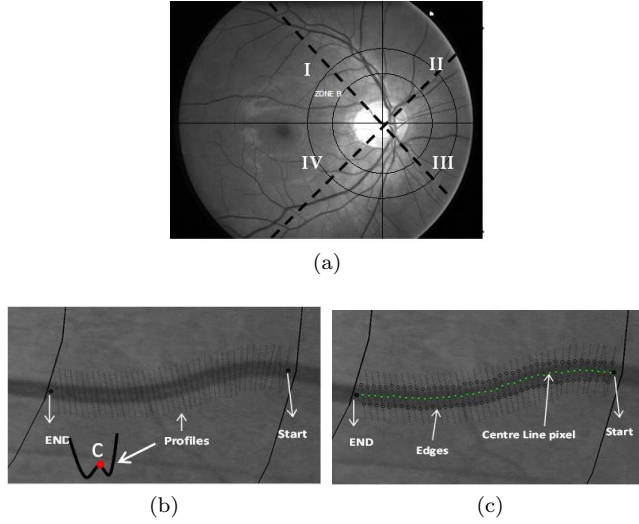 I
II
ZONE B
IV
III
(a)
END
C
Profiles
Start
(b)
END
Edges
Centre Line pixel
Start
(c)